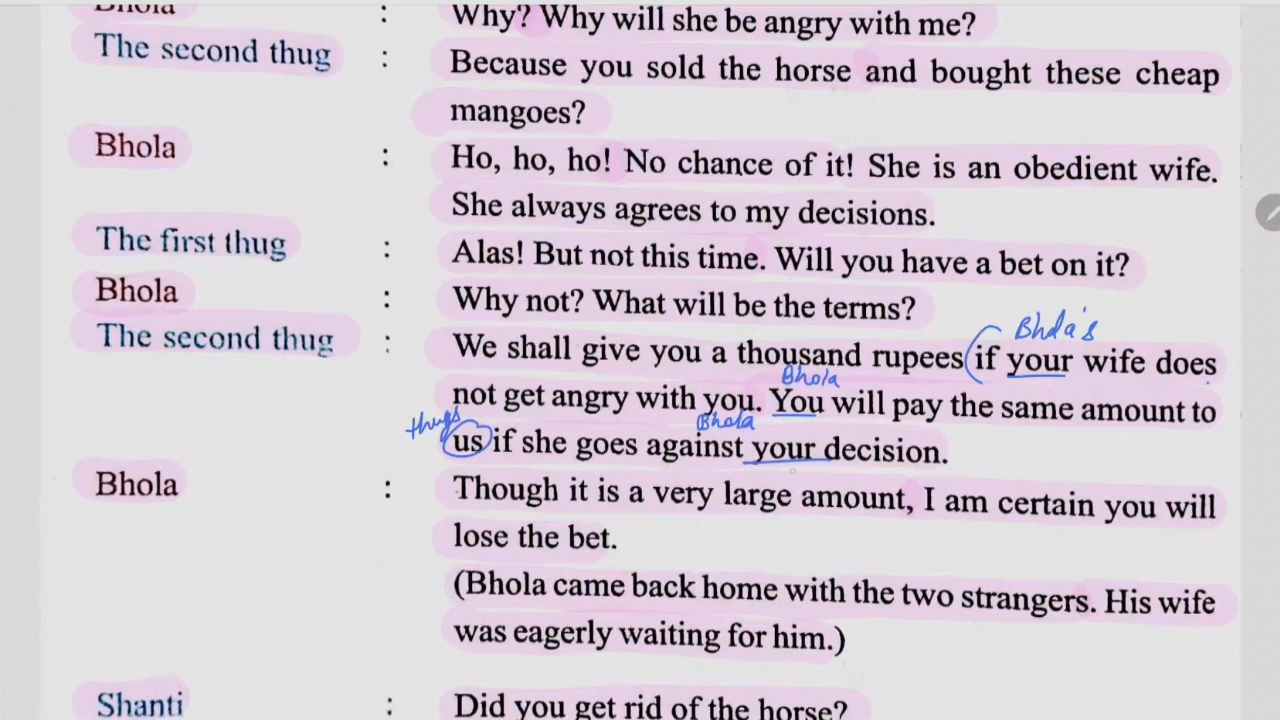 Bhola : Why? Why will she be angry with me?
The second thug : Because you sold the horse and bought these cheap
mangoes?
Bhola : Ho, ho, ho! No chance of it! She is an obedient wife.
She always agrees to my decisions.
The first thug : Alas! But not this time. Will you have a bet on it?
Bhola : Why not? What will be the terms?
Bhola's
The second thug : We shall give you a thousand rupees (if your wife does
Bhola
not get angry with you. You will pay the same amount to
thugs Bhola
us if she goes against your decision.
Bhola : Though it is a very large amount, I am certain you will
lose the bet.
(Bhola came back home with the two strangers. His wife
was eagerly waiting for him.)
Shanti : Did you get rid of the horse?